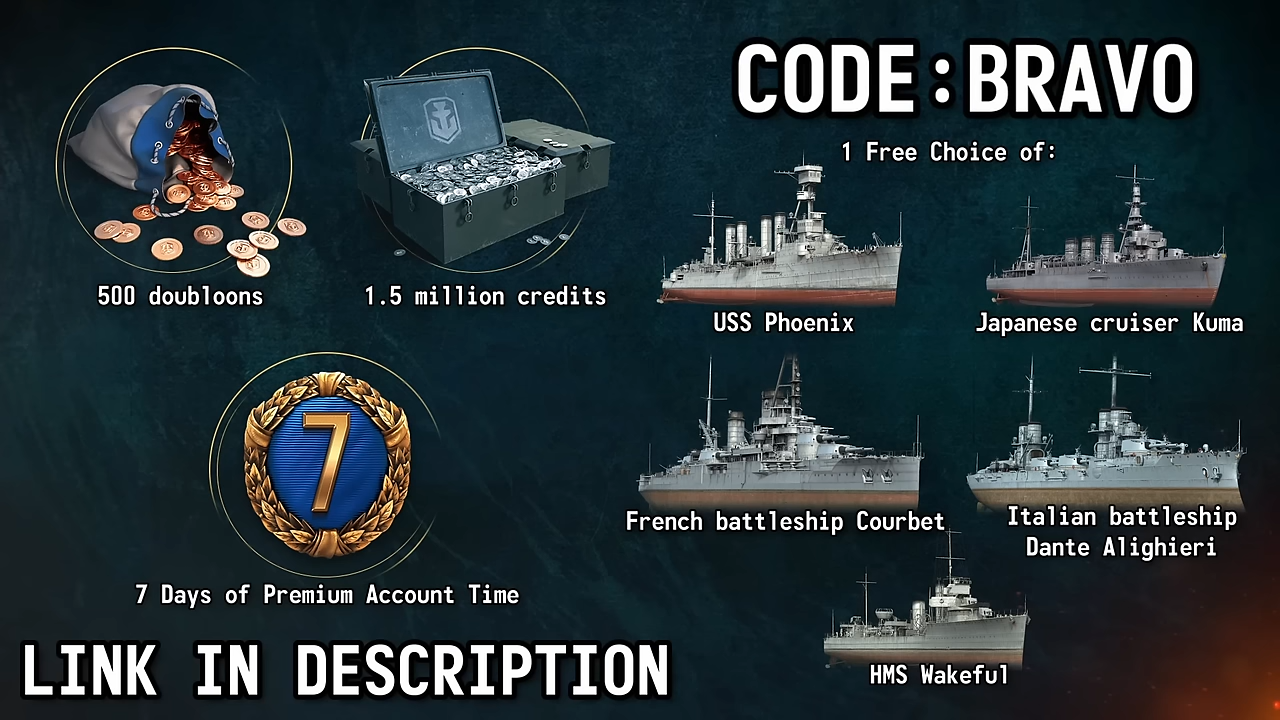 CODE:BRAVO
1 Free Choice of:
500 doubloons
1.5 million credits
USS Phoenix
Japanese cruiser Kuma
7
7 Days of Premium Account Time
French battleship Courbet
Italian battleship
Dante Alighieri
HMS Wakeful
LINK IN DESCRIPTION